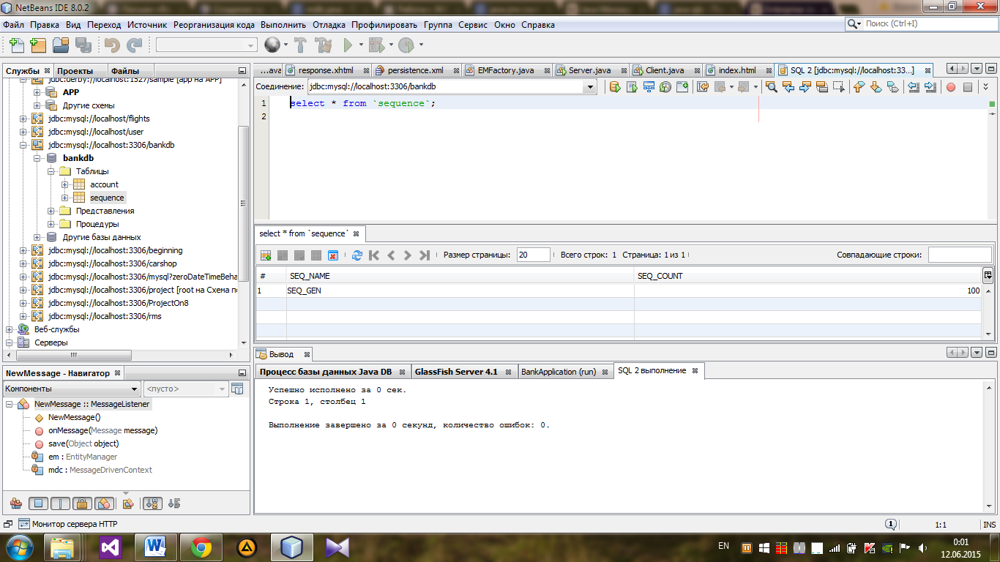 NetBeans IDE 8.0.2
Файл Правка Вид Переход Источник Реорганизация кода Выполнить Отладка Профилировать Группа Сервис Окно Справка
Поиск (Ctrl+I)
Службы Проекты Файлы
jdbc:derby://localhost:1527/sample [app на APP]
APP
Другие схемы
jdbc:mysql://localhost/flights
jdbc:mysql://localhost/user
jdbc:mysql://localhost:3306/bankdb
bankdb
Таблицы
account
sequence
Представления
Процедуры
Другие базы данных
jdbc:mysql://localhost:3306/beginning
jdbc:mysql://localhost:3306/carshop
jdbc:mysql://localhost:3306/mysql?zeroDateTimeBeha
jdbc:mysql://localhost:3306/project [root на Схема по
jdbc:mysql://localhost:3306/ProjectOn8
jdbc:mysql://localhost:3306/rms
Веб-службы
Серверы
NewMessage - Навигатор
Компоненты <пусто>
NewMessage :: MessageListener
NewMessage()
onMessage(Message message)
save(Object object)
em : EntityManager
mdc : MessageDrivenContext
...ava response.xhtml persistence.xml EMFactory.java Server.java Client.java index.html SQL 2 [jdbc:mysql://localhost:33...]
Соединение: jdbc:mysql://localhost:3306/bankdb
1 select * from `sequence`;
2
select * from `sequence`
Размер страницы: 20 Всего строк: 1 Страница: 1 из 1 Совпадающие строки:
# SEQ_NAME SEQ_COUNT
1 SEQ_GEN 100
Вывод
Процесс базы данных Java DB GlassFish Server 4.1 BankApplication (run) SQL 2 выполнение
Успешно исполнено за 0 сек.
Строка 1, столбец 1
Выполнение завершено за 0 секунд, количество ошибок: 0.
Монитор сервера HTTP
1 1:1 INS
EN
0:01
12.06.2015